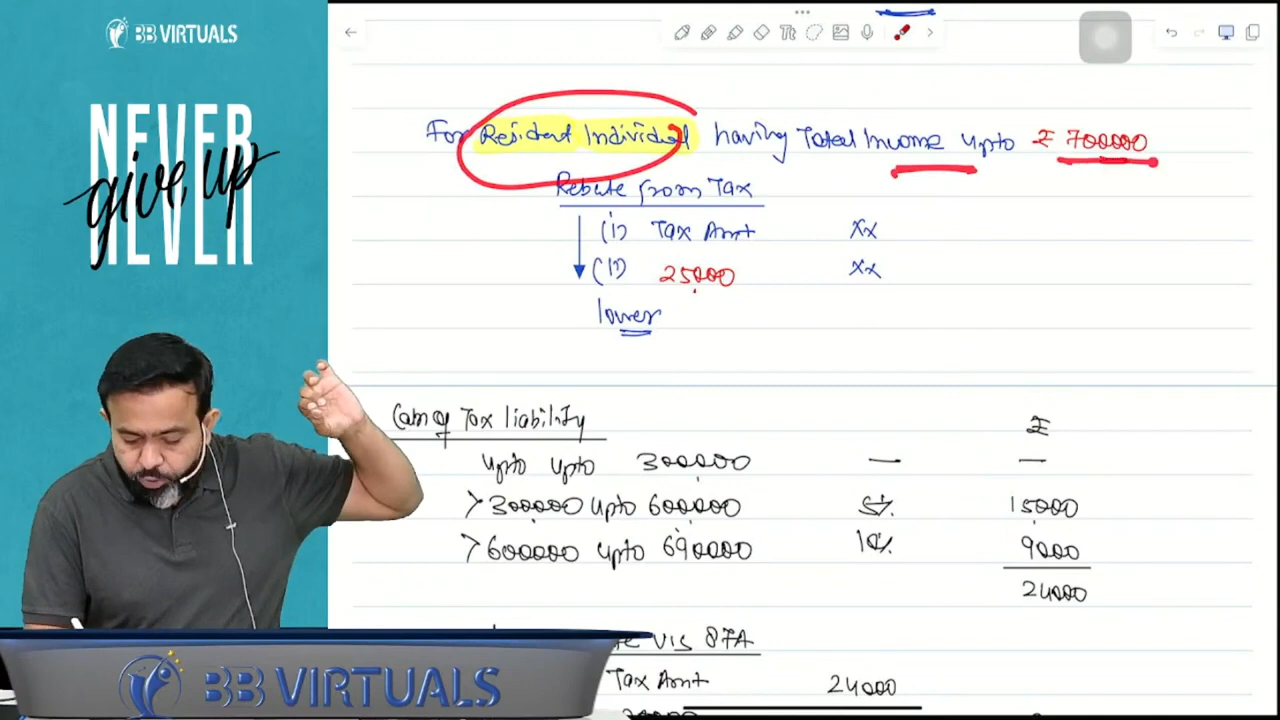 BB VIRTUALS
NEVER
give up
NEVER
For Resident Individual having Total Income upto ₹ 700000
Rebate from Tax
(i) Tax Amt xx
(ii) 25000 xx
lower
Cam of Tax liability ₹
upto upto 300000 — —
>300000 upto 600000 5% 15000
>600000 upto 690000 10% 9000
24000
u/s 87A
Tax Amt 24000
BB VIRTUALS